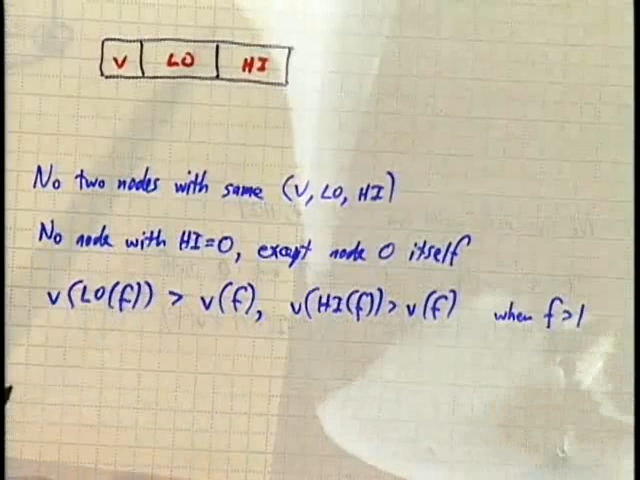 V LO HI
No two nodes with same (V, LO, HI)
No node with HI=0, except node 0 itself
v(LO(f)) > v(f), v(HI(f)) > v(f) when f>1